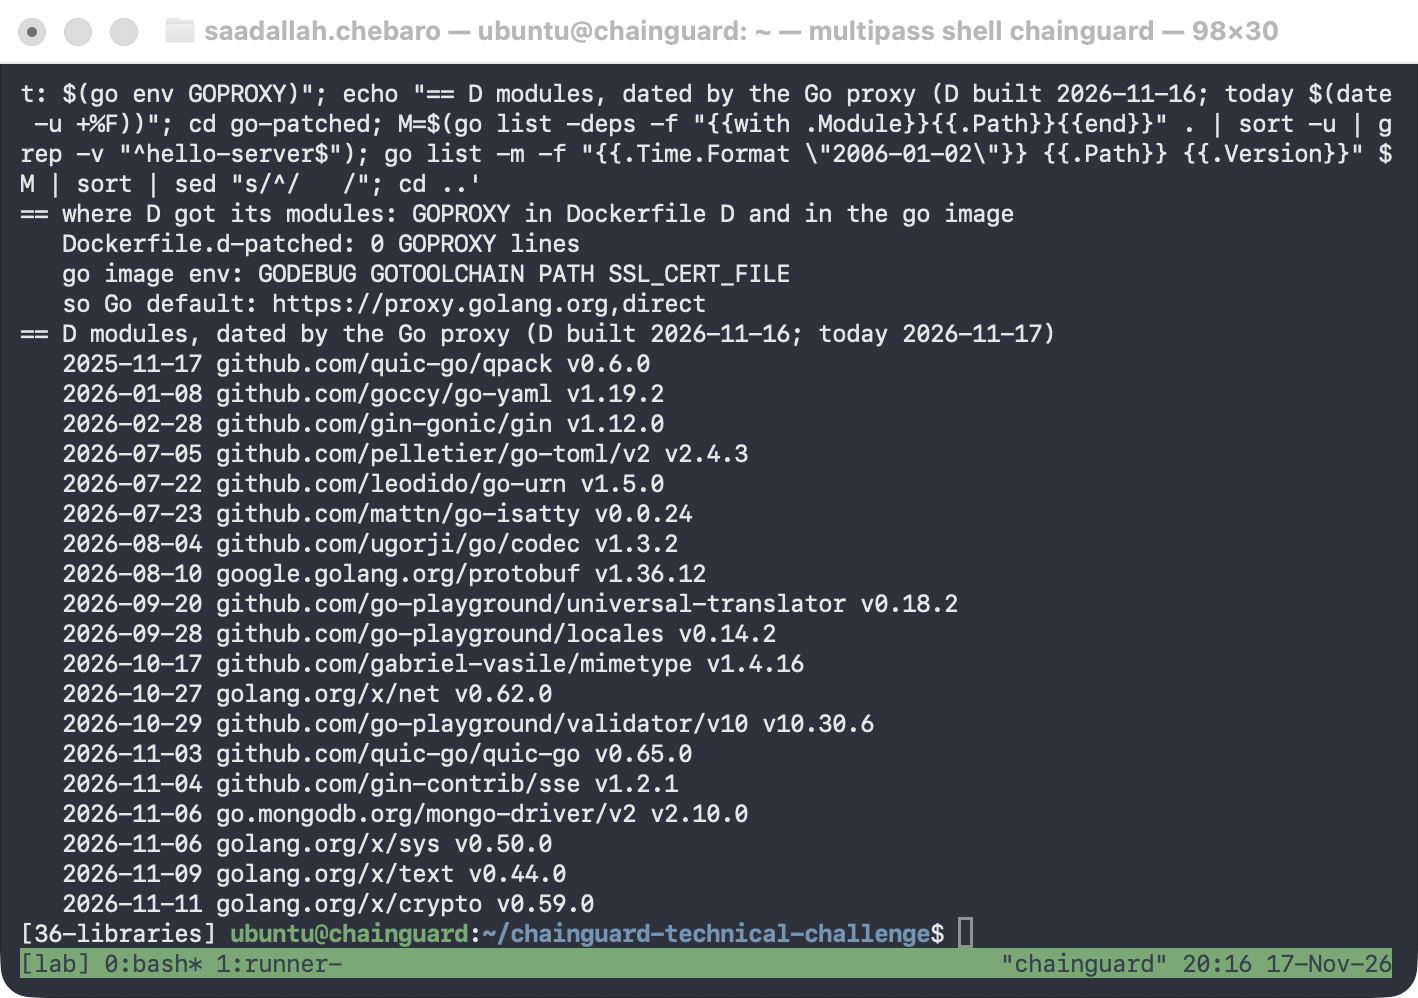 saadallah.chebaro — ubuntu@chainguard: ~ — multipass shell chainguard — 98×30
t: $(go env GOPROXY)"; echo "== D modules, dated by the Go proxy (D built 2026-11-16; today $(date
 -u +%F))"; cd go-patched; M=$(go list -deps -f "{{with .Module}}{{.Path}}{{end}}" . | sort -u | g
rep -v "^hello-server$"); go list -m -f "{{.Time.Format \"2006-01-02\"}} {{.Path}} {{.Version}}" $
M | sort | sed "s/^/   /"; cd ..'
== where D got its modules: GOPROXY in Dockerfile D and in the go image
   Dockerfile.d-patched: 0 GOPROXY lines
   go image env: GODEBUG GOTOOLCHAIN PATH SSL_CERT_FILE
   so Go default: https://proxy.golang.org,direct
== D modules, dated by the Go proxy (D built 2026-11-16; today 2026-11-17)
   2025-11-17 github.com/quic-go/qpack v0.6.0
   2026-01-08 github.com/goccy/go-yaml v1.19.2
   2026-02-28 github.com/gin-gonic/gin v1.12.0
   2026-07-05 github.com/pelletier/go-toml/v2 v2.4.3
   2026-07-22 github.com/leodido/go-urn v1.5.0
   2026-07-23 github.com/mattn/go-isatty v0.0.24
   2026-08-04 github.com/ugorji/go/codec v1.3.2
   2026-08-10 google.golang.org/protobuf v1.36.12
   2026-09-20 github.com/go-playground/universal-translator v0.18.2
   2026-09-28 github.com/go-playground/locales v0.14.2
   2026-10-17 github.com/gabriel-vasile/mimetype v1.4.16
   2026-10-27 golang.org/x/net v0.62.0
   2026-10-29 github.com/go-playground/validator/v10 v10.30.6
   2026-11-03 github.com/quic-go/quic-go v0.65.0
   2026-11-04 github.com/gin-contrib/sse v1.2.1
   2026-11-06 go.mongodb.org/mongo-driver/v2 v2.10.0
   2026-11-06 golang.org/x/sys v0.50.0
   2026-11-09 golang.org/x/text v0.44.0
   2026-11-11 golang.org/x/crypto v0.59.0
[36-libraries] ubuntu@chainguard:~/chainguard-technical-challenge$
[lab] 0:bash* 1:runner- "chainguard" 20:16 17-Nov-26